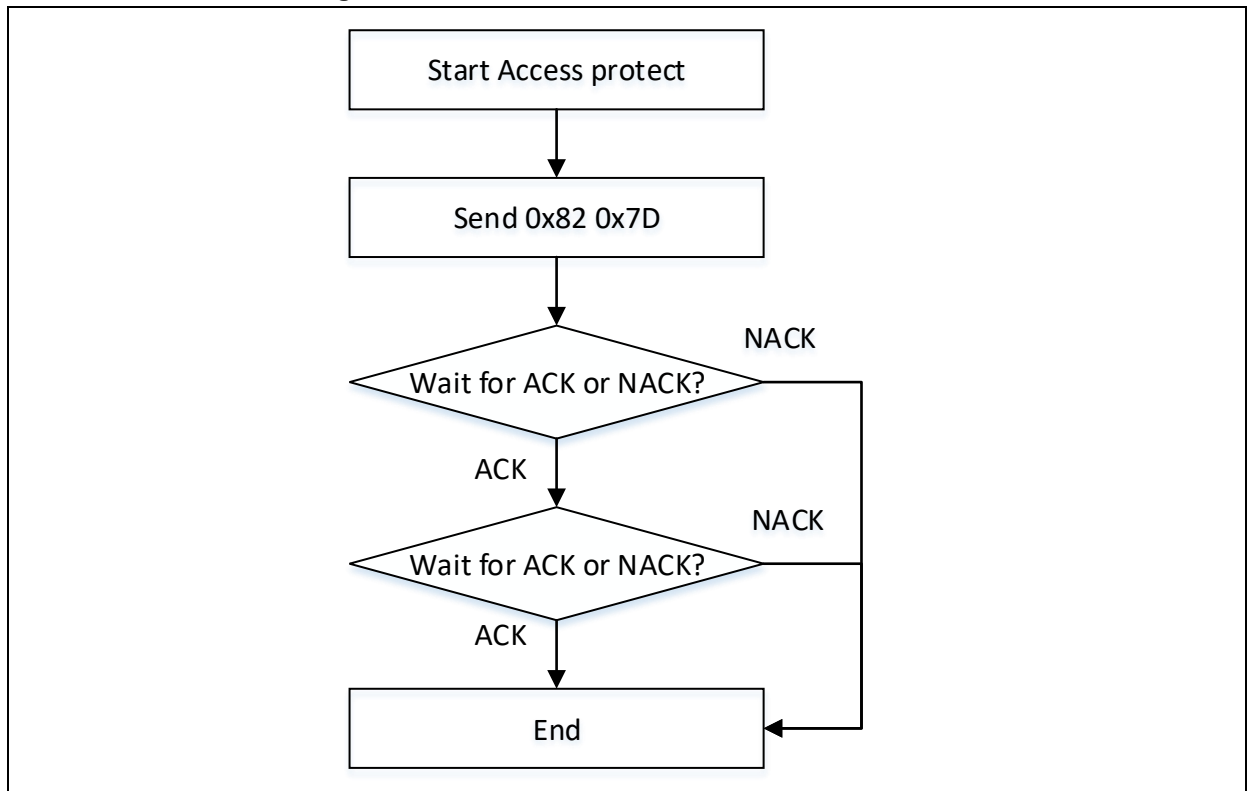 Start Access protect
Send 0x82 0x7D
NACK
Wait for ACK or NACK?
ACK
NACK
Wait for ACK or NACK?
ACK
End